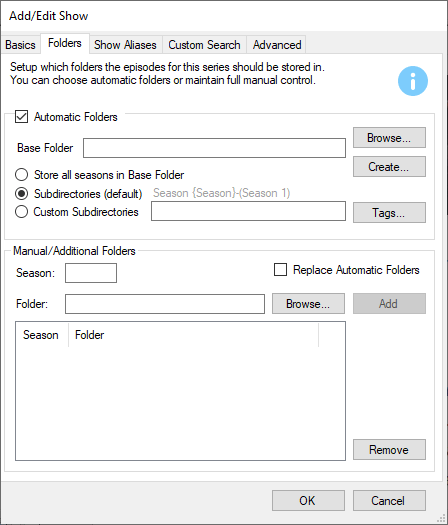 Add/Edit Show
Basics Folders Show Aliases Custom Search Advanced
Setup which folders the episodes for this series should be stored in.
You can choose automatic folders or maintain full manual control.
Automatic Folders
Browse...
Base Folder
Create...
Store all seasons in Base Folder
Subdirectories (default) Season {Season}-(Season 1)
Custom Subdirectories Tags...
Manual/Additional Folders
Season: Replace Automatic Folders
Folder: Browse... Add
Season Folder
Remove
OK Cancel